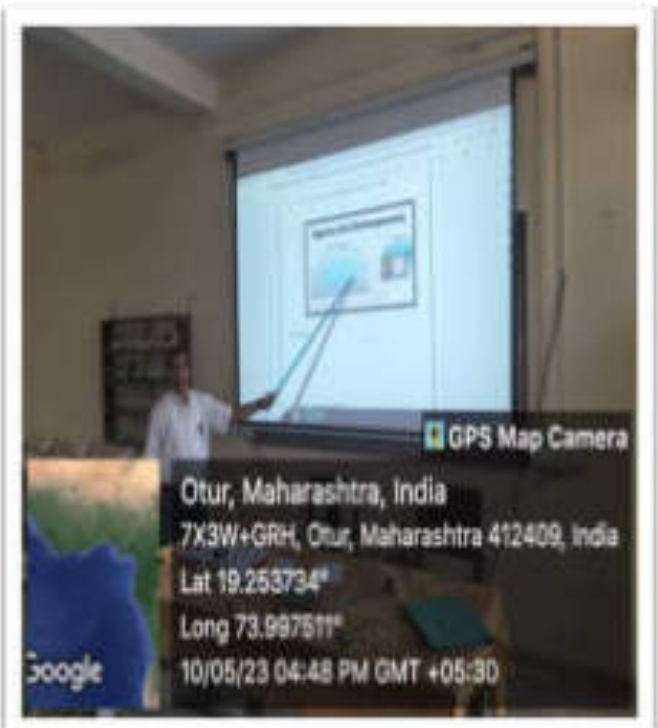 GPS Map Camera
Otur, Maharashtra, India
7X3W+GRH, Otur, Maharashtra 412409, India
Lat 19.253734°
Long 73.997511°
10/05/23 04:48 PM GMT +05:30
Google